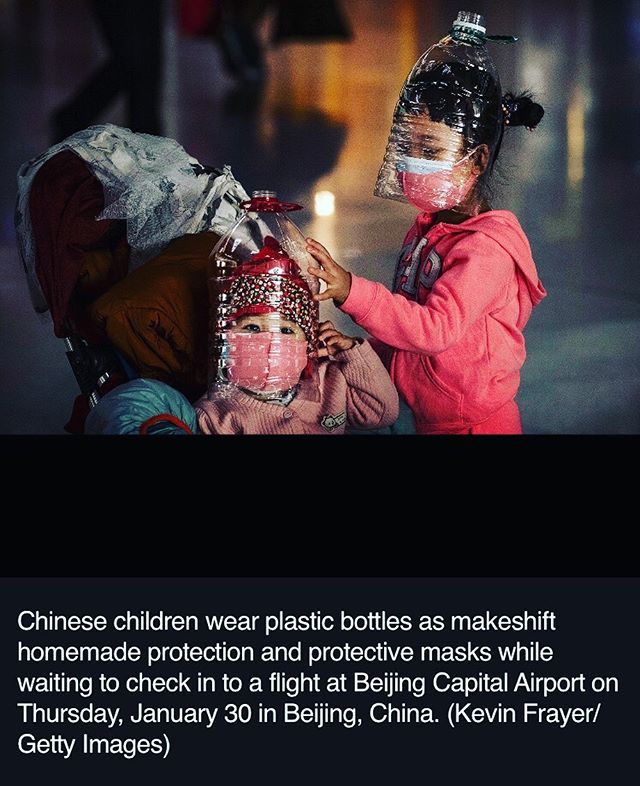 Chinese children wear plastic bottles as makeshift
homemade protection and protective masks while
waiting to check in to a flight at Beijing Capital Airport on
Thursday, January 30 in Beijing, China. (Kevin Frayer/
Getty Images)